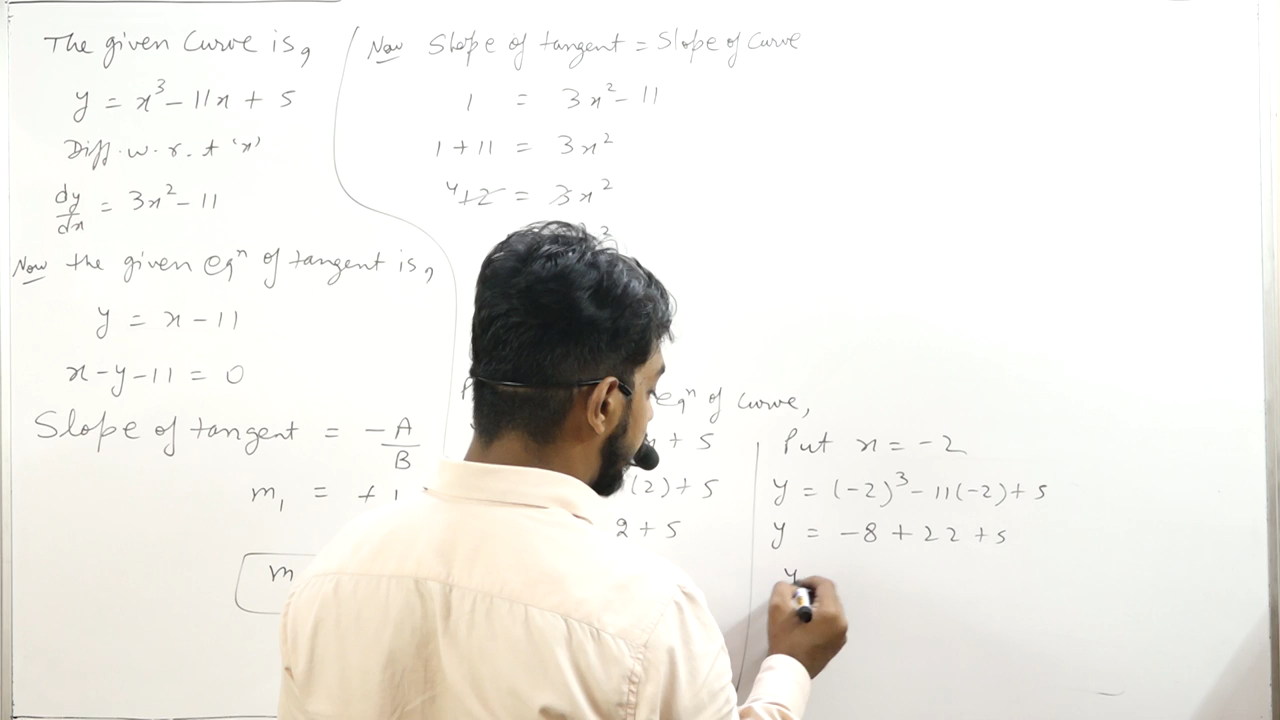 The given Curve is,
y = x³ - 11x + 5
Diff. w. r. t 'x'
dy/dx = 3x² - 11
Now the given eqⁿ of tangent is,
y = x - 11
x - y - 11 = 0
Slope of tangent = -A/B
m₁ = +1
m
Now Slope of tangent = Slope of Curve
1 = 3x² - 11
1 + 11 = 3x²
4 12 = 3x²
2
eqⁿ of curve,
x + 5
(2) + 5
2 + 5
Put x = -2
y = (-2)³ - 11(-2) + 5
y = -8 + 22 + 5
y